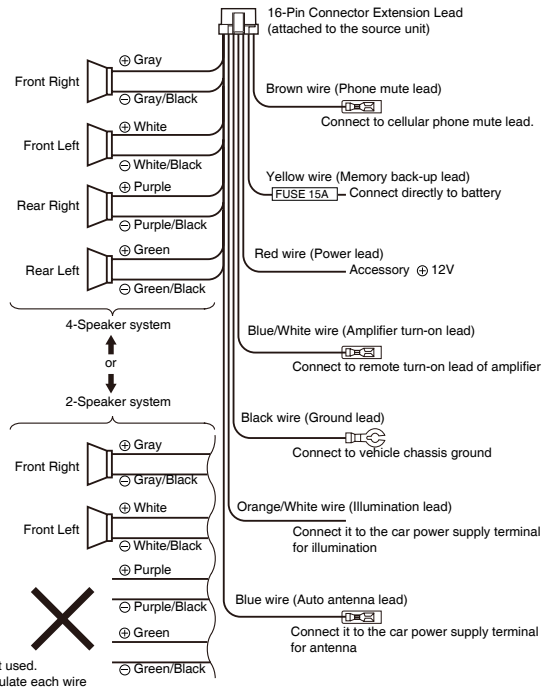 16-Pin Connector Extension Lead
(attached to the source unit)
Front Right
⊕ Gray
⊖ Gray/Black
Front Left
⊕ White
⊖ White/Black
Rear Right
⊕ Purple
⊖ Purple/Black
Rear Left
⊕ Green
⊖ Green/Black
4-Speaker system
or
2-Speaker system
Front Right
⊕ Gray
⊖ Gray/Black
Front Left
⊕ White
⊖ White/Black
⊕ Purple
⊖ Purple/Black
⊕ Green
⊖ Green/Black
used.
each wire
Brown wire (Phone mute lead)
Connect to cellular phone mute lead.
Yellow wire (Memory back-up lead)
FUSE 15A
Connect directly to battery
Red wire (Power lead)
Accessory ⊕ 12V
Blue/White wire (Amplifier turn-on lead)
Connect to remote turn-on lead of amplifier
Black wire (Ground lead)
Connect to vehicle chassis ground
Orange/White wire (Illumination lead)
Connect it to the car power supply terminal
for illumination
Blue wire (Auto antenna lead)
Connect it to the car power supply terminal
for antenna